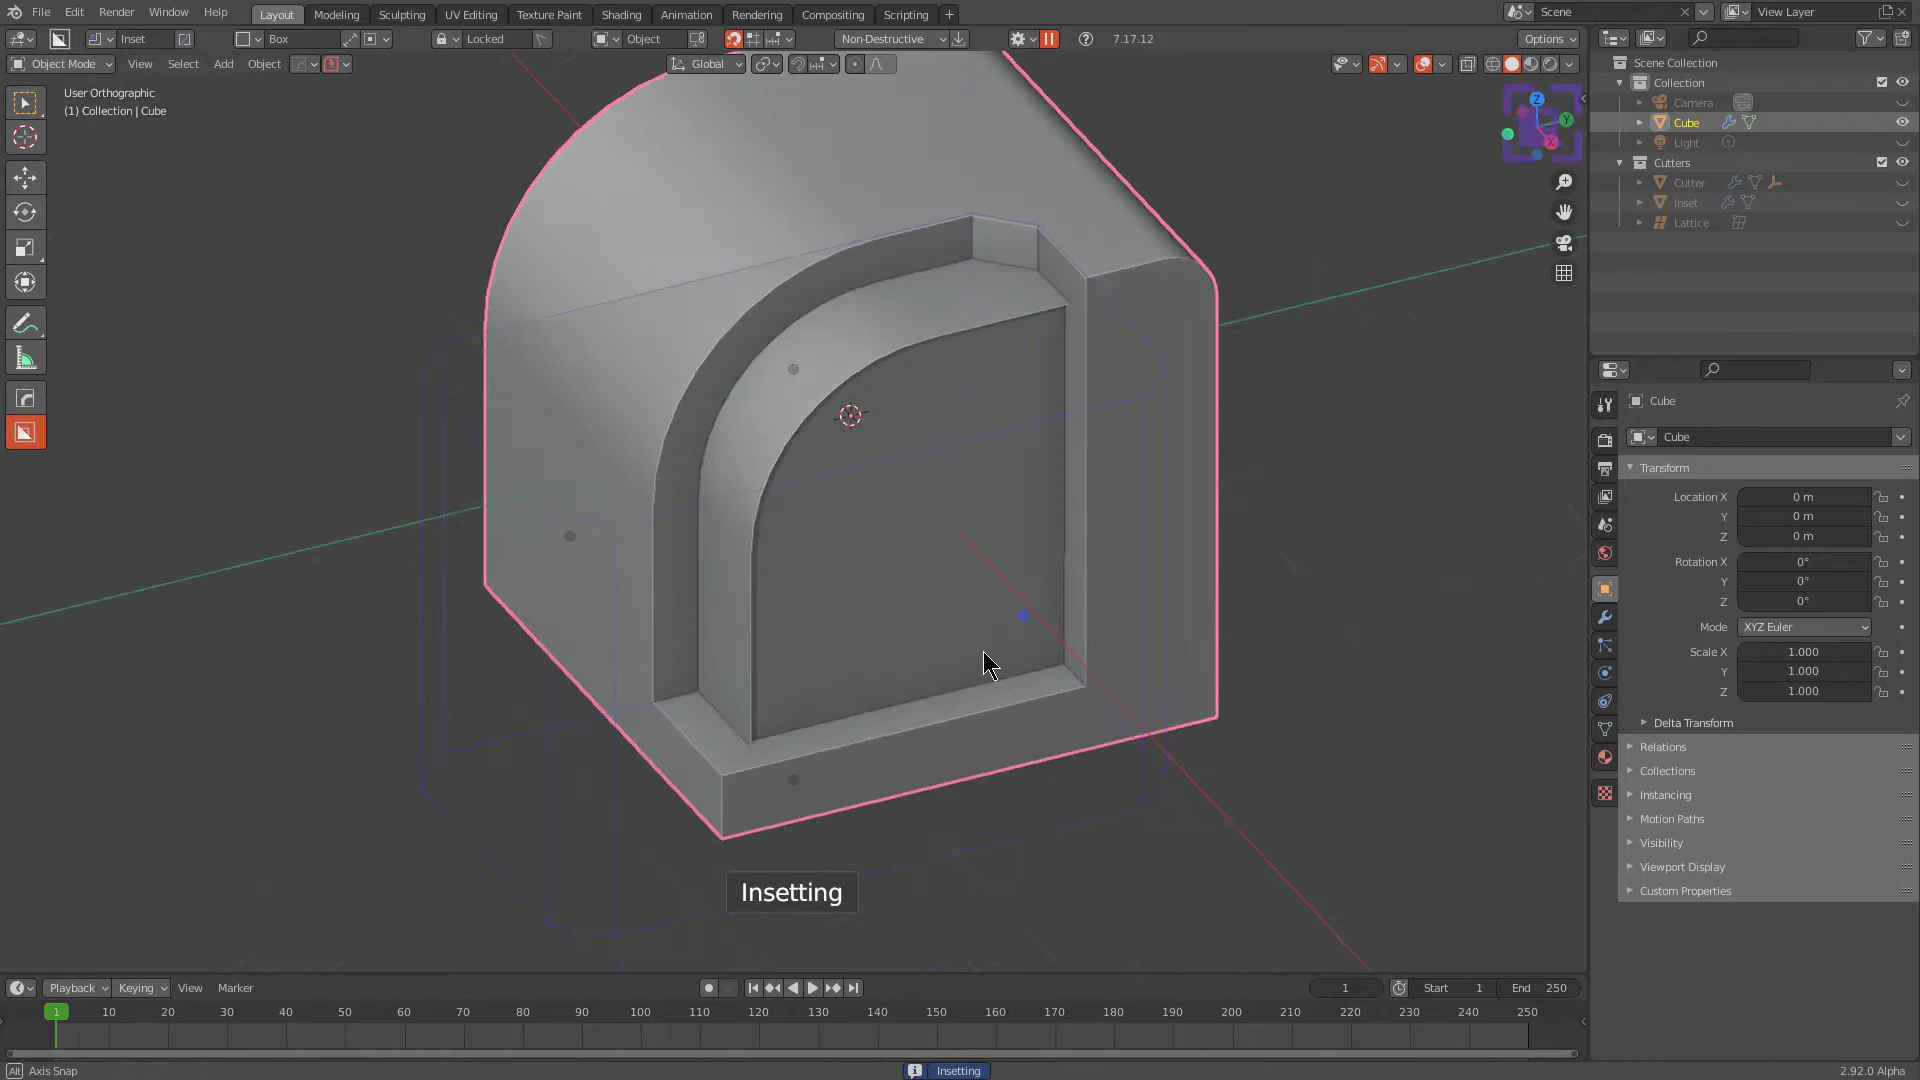 File Edit Render Window Help
Layout Modeling Sculpting UV Editing Texture Paint Shading Animation Rendering Compositing Scripting +
Scene
View Layer
Inset
Box
Locked
Object
Non-Destructive
7.17.12
Options
Object Mode View Select Add Object
Global
User Orthographic
(1) Collection | Cube
Z
Y
X
Scene Collection
Collection
Camera
Cube
Light
Cutters
Cutter
Inset
Lattice
Cube
Cube
Transform
Location X 0 m
Y 0 m
Z 0 m
Rotation X 0°
Y 0°
Z 0°
Mode XYZ Euler
Scale X 1.000
Y 1.000
Z 1.000
Delta Transform
Relations
Collections
Instancing
Motion Paths
Visibility
Viewport Display
Custom Properties
Insetting
Playback Keying View Marker
1
Start 1
End 250
1 10 20 30 40 50 60 70 80 90 100 110 120 130 140 150 160 170 180 190 200 210 220 230 240 250
Alt Axis Snap
Insetting
2.92.0 Alpha